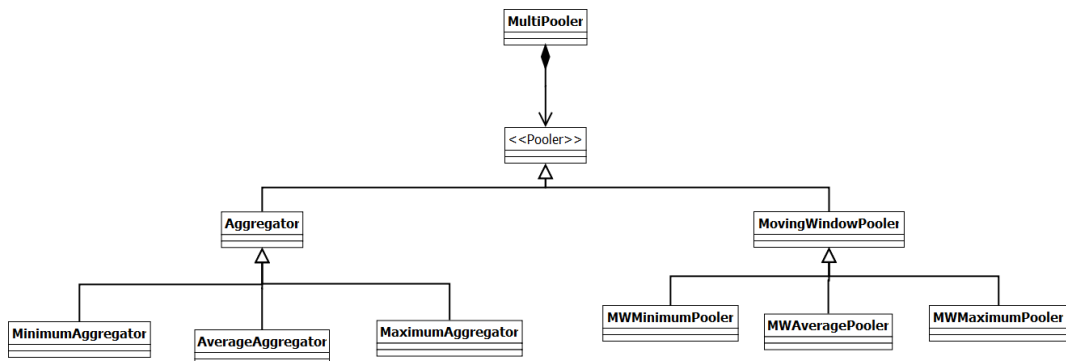 MultiPooler
<<Pooler>>
Aggregator
MovingWindowPooler
MinimumAggregator
AverageAggregator
MaximumAggregator
MWMinimumPooler
MWAveragePooler
MWMaximumPooler